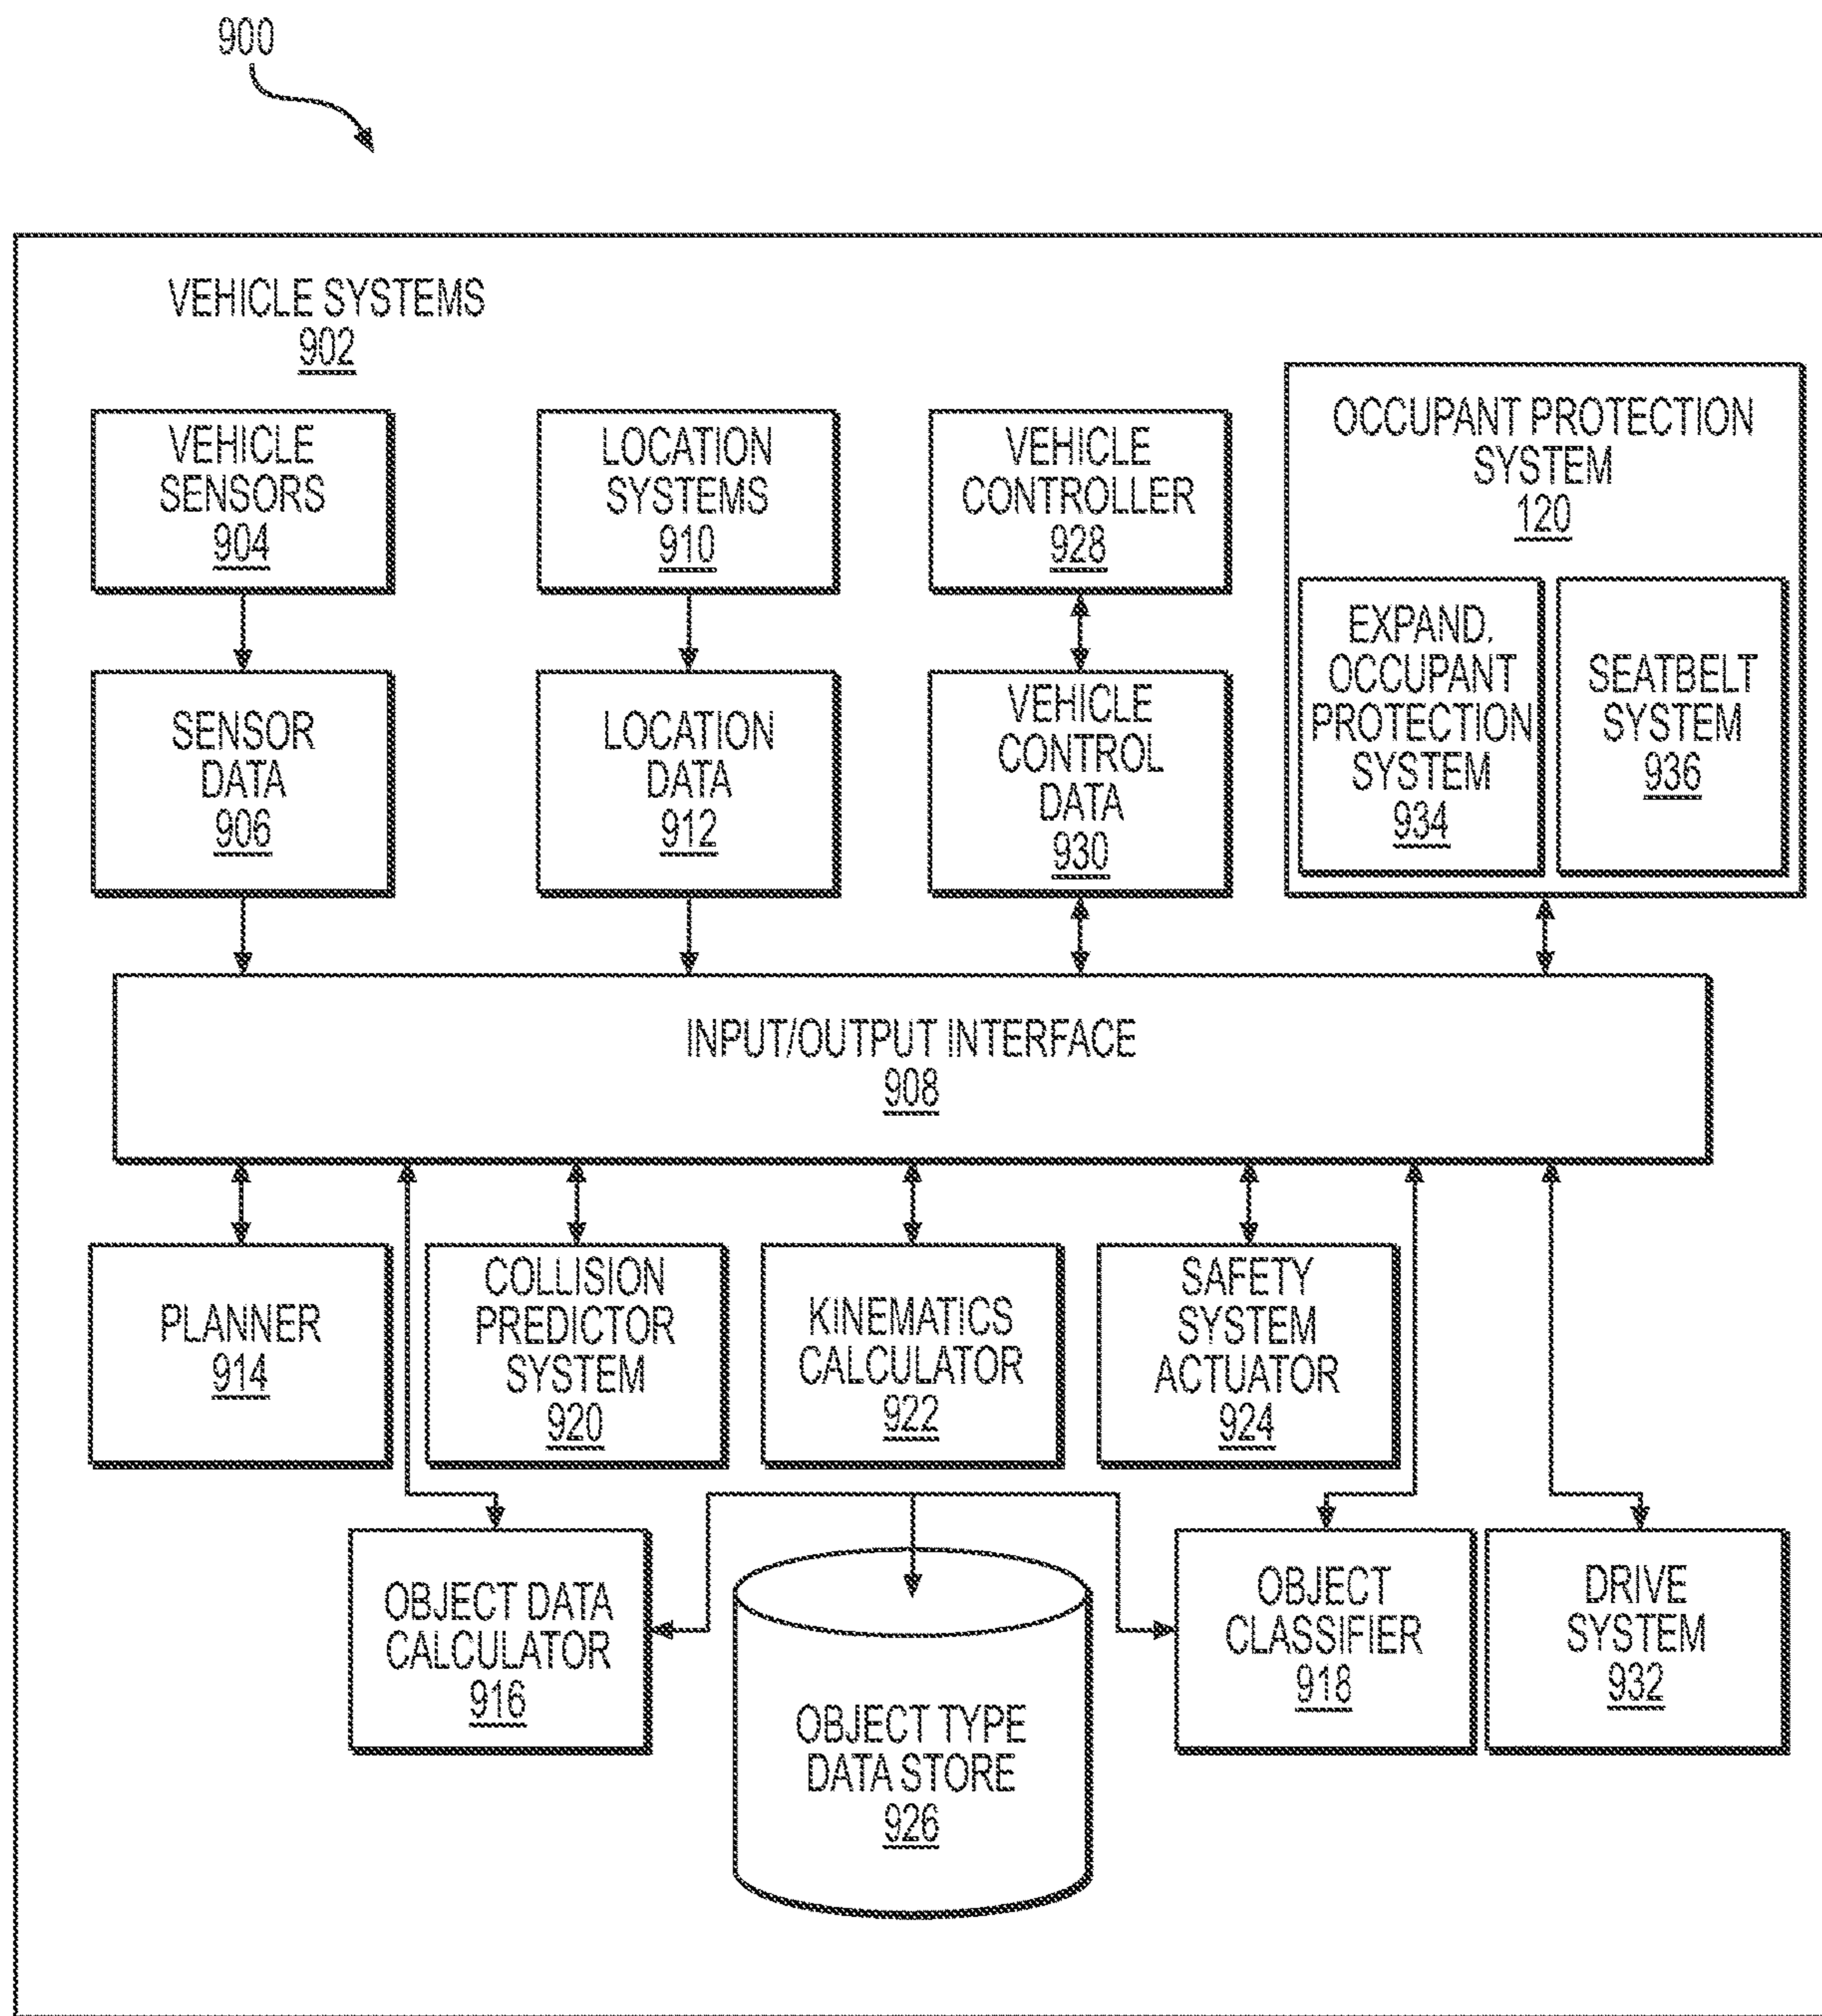 900
VEHICLE SYSTEMS
902
VEHICLE
SENSORS
904
LOCATION
SYSTEMS
910
VEHICLE
CONTROLLER
928
OCCUPANT PROTECTION
SYSTEM
120
EXPAND.
OCCUPANT
PROTECTION
SYSTEM
934
SEATBELT
SYSTEM
936
SENSOR
DATA
906
LOCATION
DATA
912
VEHICLE
CONTROL
DATA
930
INPUT/OUTPUT INTERFACE
908
PLANNER
914
COLLISION
PREDICTOR
SYSTEM
920
KINEMATICS
CALCULATOR
922
SAFETY
SYSTEM
ACTUATOR
924
OBJECT DATA
CALCULATOR
916
OBJECT TYPE
DATA STORE
926
OBJECT
CLASSIFIER
918
DRIVE
SYSTEM
932